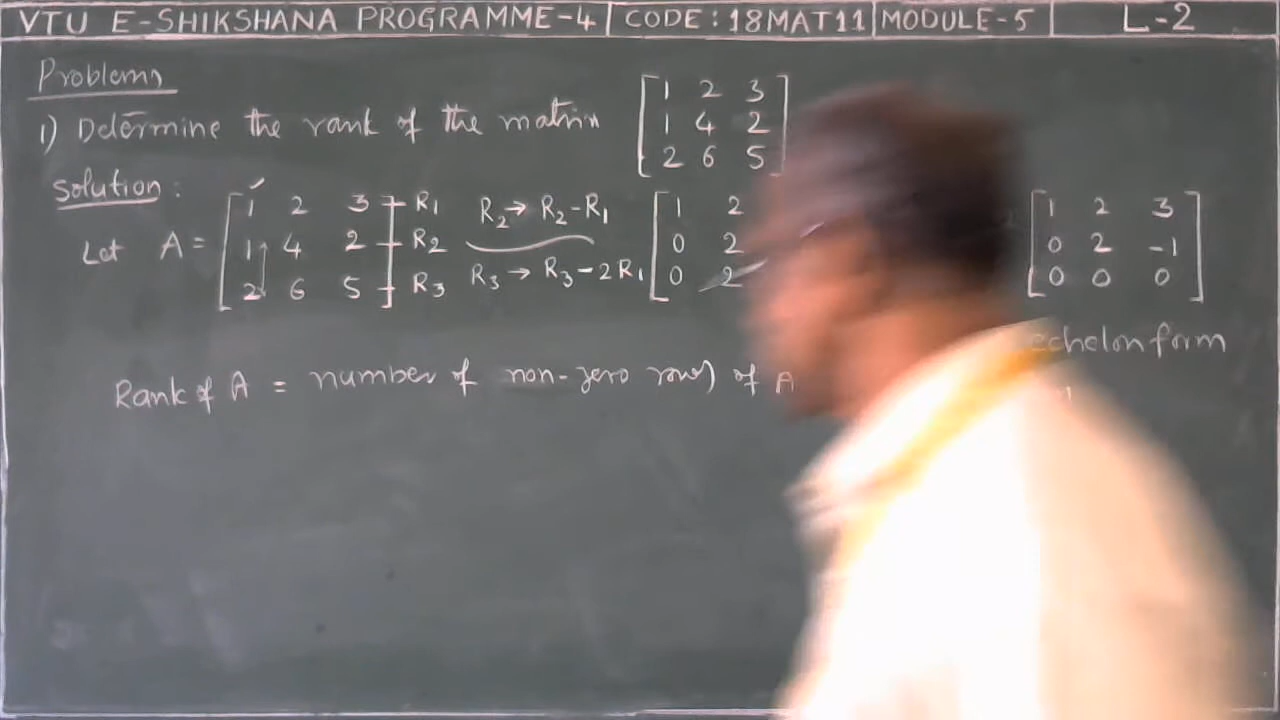 VTU E-SHIKSHANA PROGRAMME-4 | CODE: 18MAT11 | MODULE-5 | L-2
Problems
1) Determine the rank of the matrix [1 2 3
1 4 2
2 6 5]
Solution:
Let A = [1 2 3 R1 R2→ R2-R1 [1 2 [1 2 3
1 4 2 R2 0 2 0 2 -1
2 6 5] R3 R3 → R3-2R1 0 2 0 0 0]
echelon form
Rank of A = number of non-zero rows of A